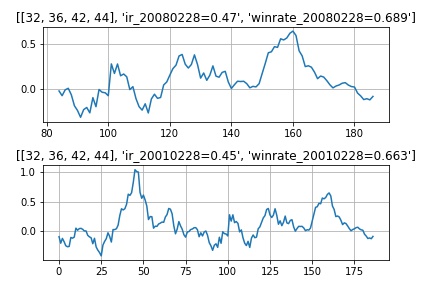 [[32, 36, 42, 44], 'ir_20080228=0.47', 'winrate_20080228=0.689']
0.5
0.0
80 100 120 140 160 180
[[32, 36, 42, 44], 'ir_20010228=0.45', 'winrate_20010228=0.663']
1.0
0.5
0.0
0 25 50 75 100 125 150 175